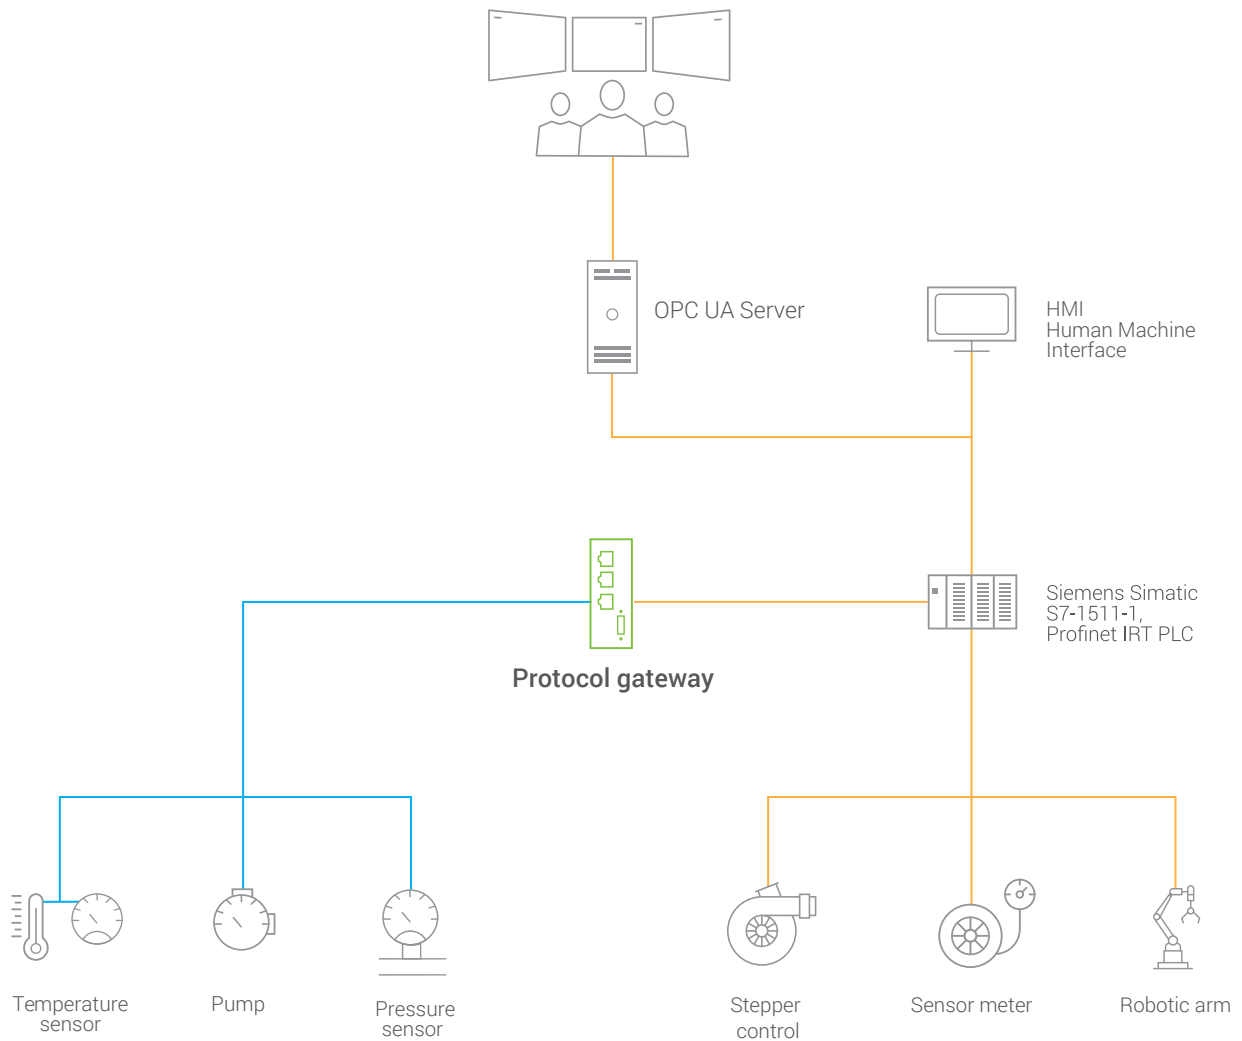 OPC UA Server
HMI
Human Machine
Interface
Siemens Simatic
S7-1511-1,
Profinet IRT PLC
Protocol gateway
Temperature
sensor
Pump
Pressure
sensor
Stepper
control
Sensor meter
Robotic arm